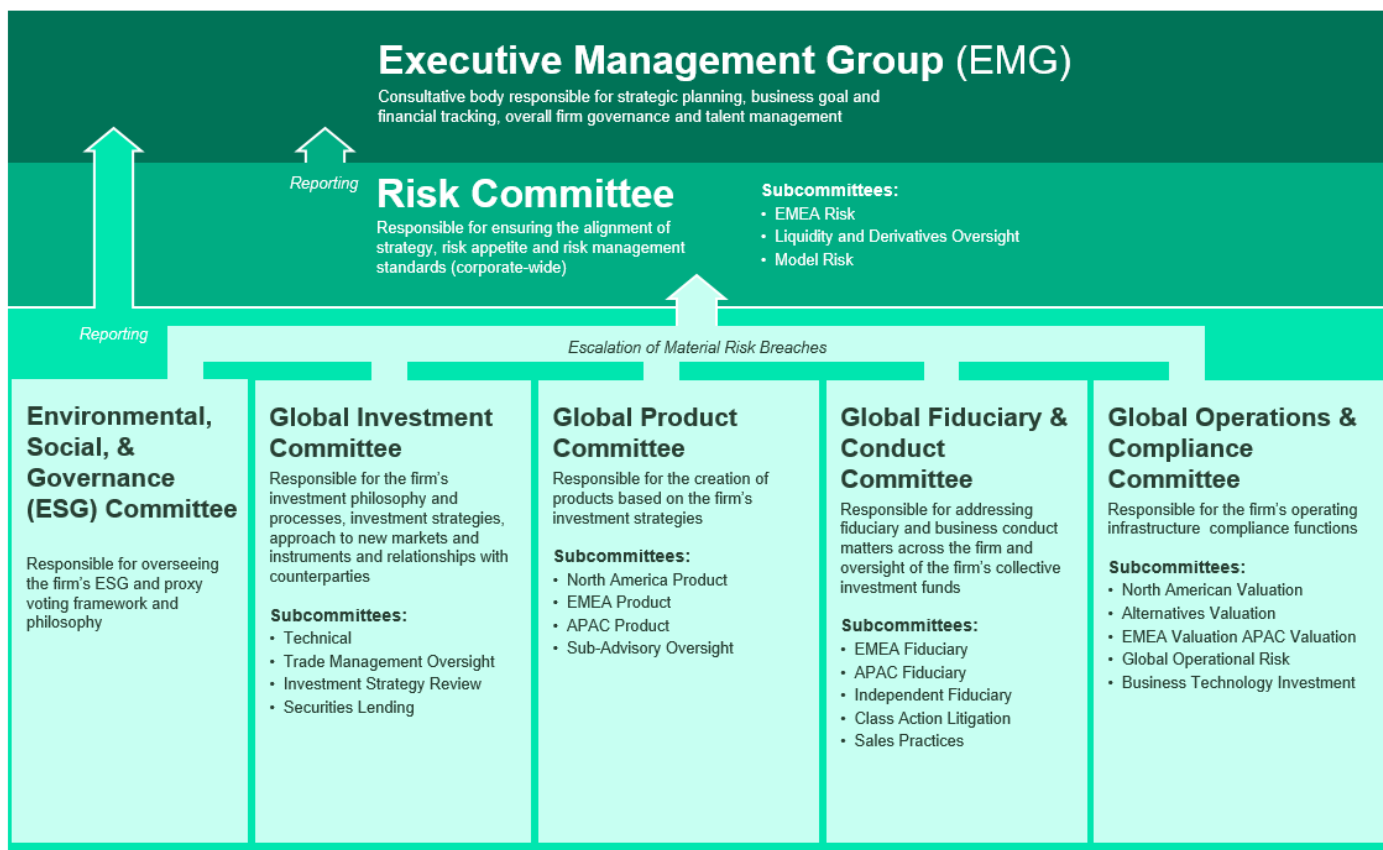 Executive Management Group (EMG)
Consultative body responsible for strategic planning, business goal and
financial tracking, overall firm governance and talent management
Reporting
Risk Committee
Responsible for ensuring the alignment of
strategy, risk appetite and risk management
standards (corporate-wide)
Subcommittees:
• EMEA Risk
• Liquidity and Derivatives Oversight
• Model Risk
Reporting
Escalation of Material Risk Breaches
Environmental,
Social, &
Governance
(ESG) Committee
Responsible for overseeing
the firm's ESG and proxy
voting framework and
philosophy
Global Investment
Committee
Responsible for the firm's
investment philosophy and
processes, investment strategies,
approach to new markets and
instruments and relationships with
counterparties
Subcommittees:
• Technical
• Trade Management Oversight
• Investment Strategy Review
• Securities Lending
Global Product
Committee
Responsible for the creation of
products based on the firm's
investment strategies
Subcommittees:
• North America Product
• EMEA Product
• APAC Product
• Sub-Advisory Oversight
Global Fiduciary &
Conduct
Committee
Responsible for addressing
fiduciary and business conduct
matters across the firm and
oversight of the firm's collective
investment funds
Subcommittees:
• EMEA Fiduciary
• APAC Fiduciary
• Independent Fiduciary
• Class Action Litigation
• Sales Practices
Global Operations &
Compliance
Committee
Responsible for the firm's operating
infrastructure compliance functions
Subcommittees:
• North American Valuation
• Alternatives Valuation
• EMEA Valuation APAC Valuation
• Global Operational Risk
• Business Technology Investment